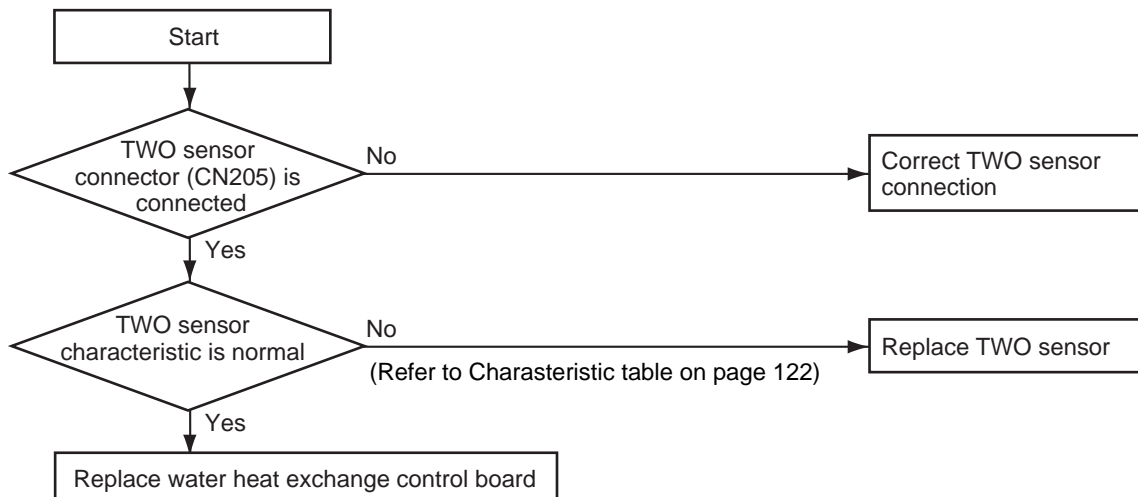 Start
TWO sensor
connector (CN205) is
connected
No
Correct TWO sensor
connection
Yes
TWO sensor
characteristic is normal
No
(Refer to Charasteristic table on page 122)
Replace TWO sensor
Yes
Replace water heat exchange control board